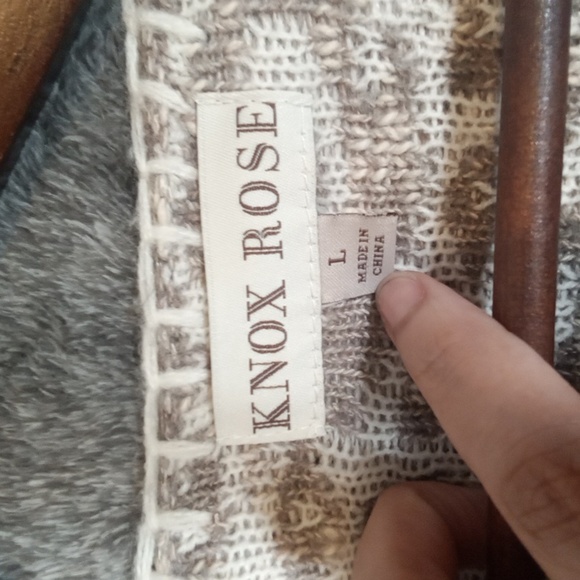 KNOX ROSE
L
MADE IN
CHINA